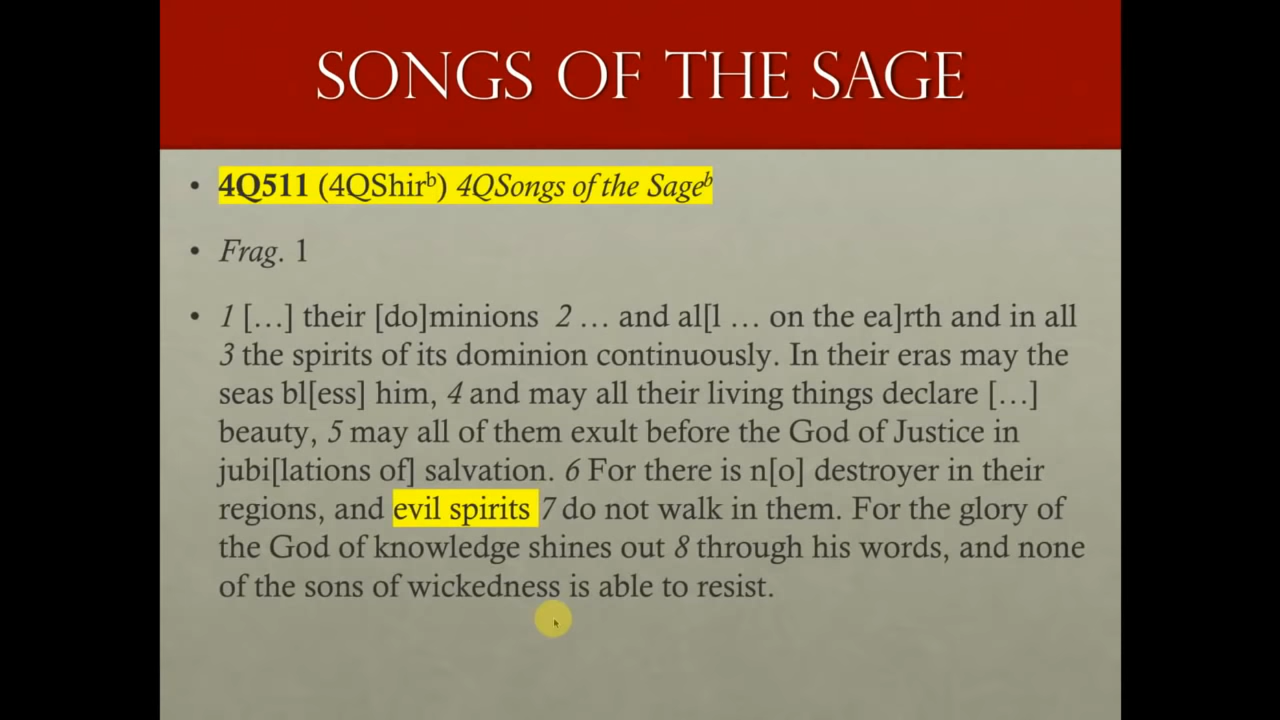 SONGS OF THE SAGE
• 4Q511 (4QShirᵇ) 4QSongs of the Sageᵇ
• Frag. 1
• 1 […] their [do]minions 2 … and al[l … on the ea]rth and in all
3 the spirits of its dominion continuously. In their eras may the
seas bl[ess] him, 4 and may all their living things declare […]
beauty, 5 may all of them exult before the God of Justice in
jubi[lations of] salvation. 6 For there is n[o] destroyer in their
regions, and evil spirits 7 do not walk in them. For the glory of
the God of knowledge shines out 8 through his words, and none
of the sons of wickedness is able to resist.